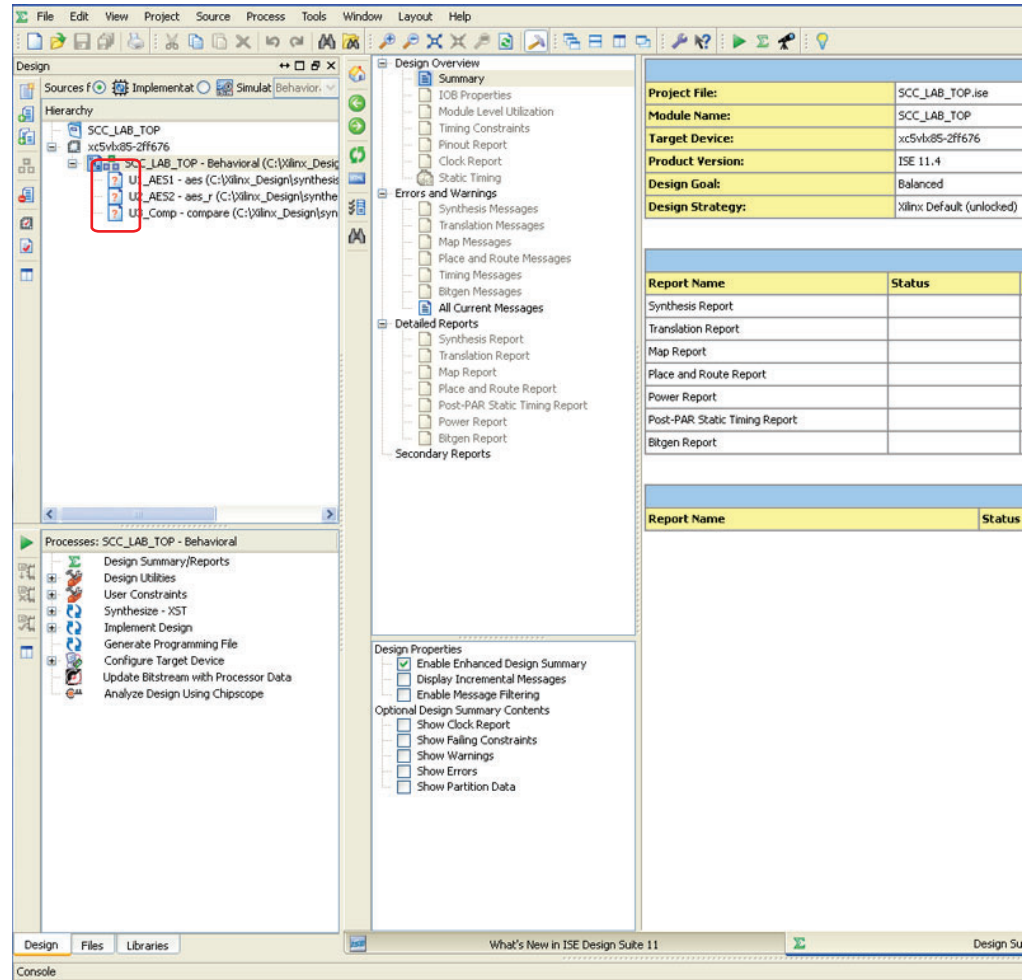 File Edit View Project Source Process Tools Window Layout Help
Design
Sources f Implementat Simulat Behavior.
Hierarchy
SCC_LAB_TOP
xc5vlx85-2ff676
SCC_LAB_TOP - Behavioral (C:\Xilinx_Desig
U1_AES1 - aes (C:\Xilinx_Design\synthesis
U2_AES2 - aes_r (C:\Xilinx_Design\synthe
U3_Comp - compare (C:\Xilinx_Design\syn
Processes: SCC_LAB_TOP - Behavioral
Design Summary/Reports
Design Utilities
User Constraints
Synthesize - XST
Implement Design
Generate Programming File
Configure Target Device
Update Bitstream with Processor Data
Analyze Design Using Chipscope
Design Files Libraries
Design Overview
Summary
IOB Properties
Module Level Utilization
Timing Constraints
Pinout Report
Clock Report
Static Timing
Errors and Warnings
Synthesis Messages
Translation Messages
Map Messages
Place and Route Messages
Timing Messages
Bitgen Messages
All Current Messages
Detailed Reports
Synthesis Report
Translation Report
Map Report
Place and Route Report
Post-PAR Static Timing Report
Power Report
Bitgen Report
Secondary Reports
Design Properties
Enable Enhanced Design Summary
Display Incremental Messages
Enable Message Filtering
Optional Design Summary Contents
Show Clock Report
Show Failing Constraints
Show Warnings
Show Errors
Show Partition Data
Project File: SCC_LAB_TOP.ise
Module Name: SCC_LAB_TOP
Target Device: xc5vlx85-2ff676
Product Version: ISE 11.4
Design Goal: Balanced
Design Strategy: Xilinx Default (unlocked)
Report Name Status
Synthesis Report
Translation Report
Map Report
Place and Route Report
Power Report
Post-PAR Static Timing Report
Bitgen Report
Report Name Status
What's New in ISE Design Suite 11 Design Su
Console